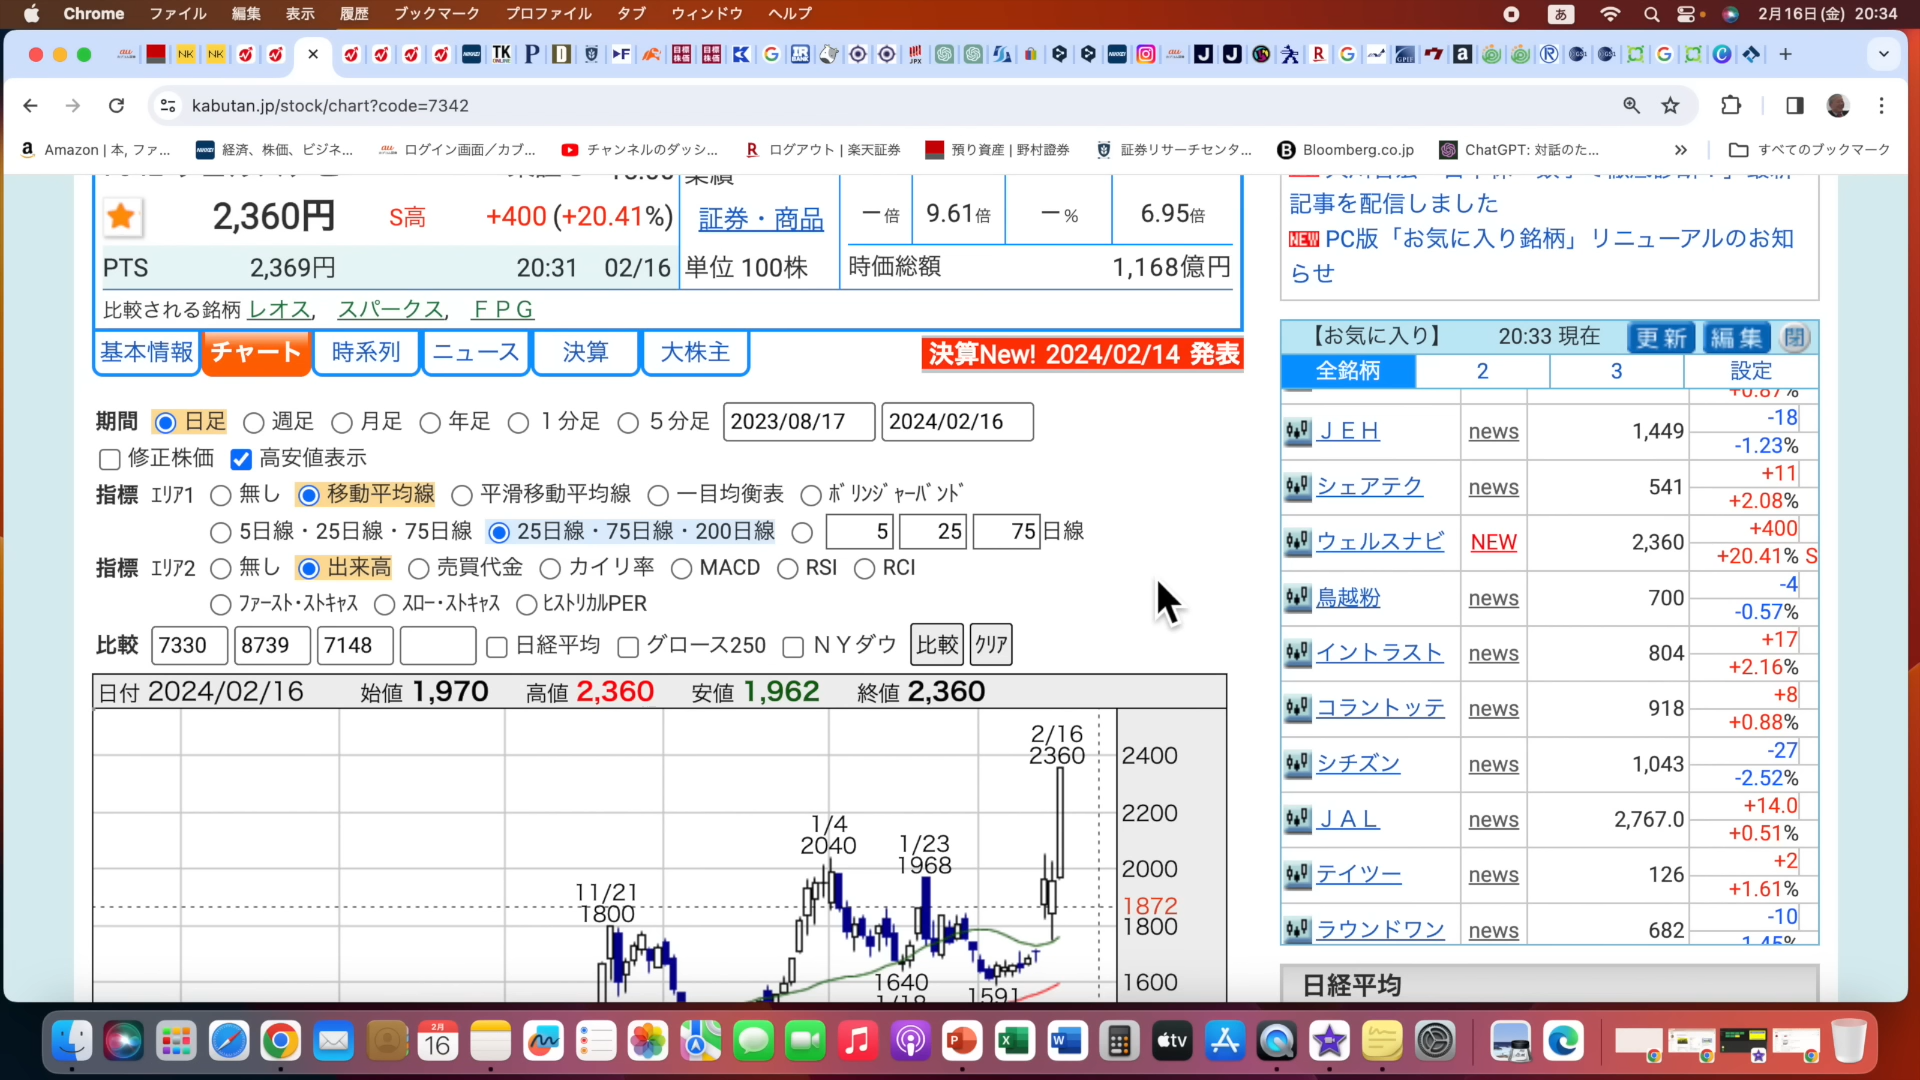 Chrome ファイル 編集 表示 履歴 ブックマーク プロファイル タブ ウィンドウ ヘルプ あ 2月16日(金) 20:34
kabutan.jp/stock/chart?code=7342
Amazon | 本, ファ... 経済、株価、ビジネ... ログイン画面／カブ... チャンネルのダッシ... ログアウト | 楽天証券 預り資産 | 野村證券 証券リサーチセンタ... Bloomberg.co.jp ChatGPT: 対話のた... » すべてのブックマーク
2,360円 S高 +400 (+20.41%) 証券・商品 －倍 9.61倍 －% 6.95倍
PTS 2,369円 20:31 02/16 単位 100株 時価総額 1,168億円
比較される銘柄 レオス, スパークス, ＦＰＧ
基本情報 チャート 時系列 ニュース 決算 大株主 決算New! 2024/02/14 発表
期間 日足 週足 月足 年足 １分足 ５分足 2023/08/17 2024/02/16
修正株価 高安値表示
指標 ｴﾘｱ1 無し 移動平均線 平滑移動平均線 一目均衡表 ﾎﾞﾘﾝｼﾞｬｰﾊﾞﾝﾄﾞ
5日線・25日線・75日線 25日線・75日線・200日線 5 25 75 日線
指標 ｴﾘｱ2 無し 出来高 売買代金 カイリ率 MACD RSI RCI
ﾌｧｰｽﾄ･ｽﾄｷｬｽ ｽﾛｰ･ｽﾄｷｬｽ ﾋｽﾄﾘｶﾙPER
比較 7330 8739 7148 日経平均 グロース250 ＮＹダウ 比較 ｸﾘｱ
日付 2024/02/16 始値 1,970 高値 2,360 安値 1,962 終値 2,360
2/16
2360
2400
2200
1/4
2040
1/23
1968
2000
11/21
1800
1872
1800
1640
1591
1600
記事を配信しました
NEW PC版「お気に入り銘柄」リニューアルのお知
らせ
【お気に入り】 20:33 現在 更新 編集 閉
全銘柄 2 3 設定
+0.87%
ＪＥＨ news 1,449 -18
-1.23%
シェアテク news 541 +11
+2.08%
ウェルスナビ NEW 2,360 +400
+20.41% S
鳥越粉 news 700 -4
-0.57%
イントラスト news 804 +17
+2.16%
コラントッテ news 918 +8
+0.88%
シチズン news 1,043 -27
-2.52%
ＪＡＬ news 2,767.0 +14.0
+0.51%
テイツー news 126 +2
+1.61%
ラウンドワン news 682 -10
日経平均
2月
16
tv